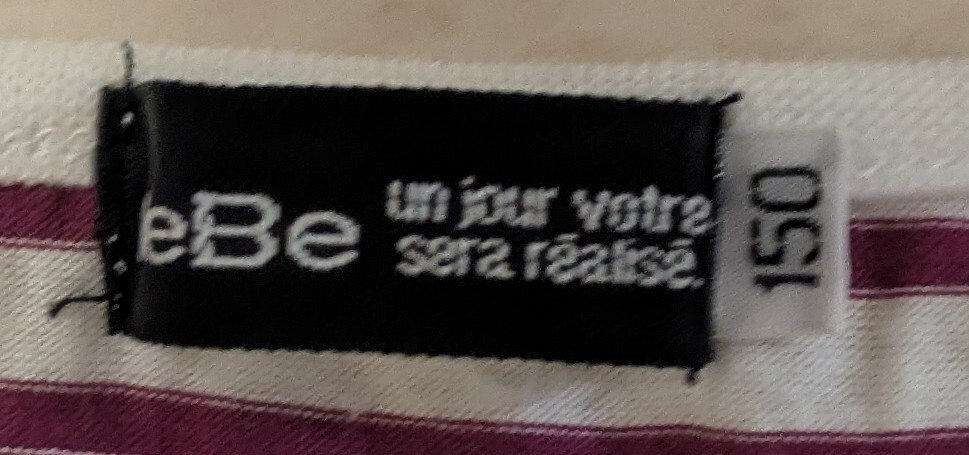 eBe
un jour votre
sera réalisé.
150